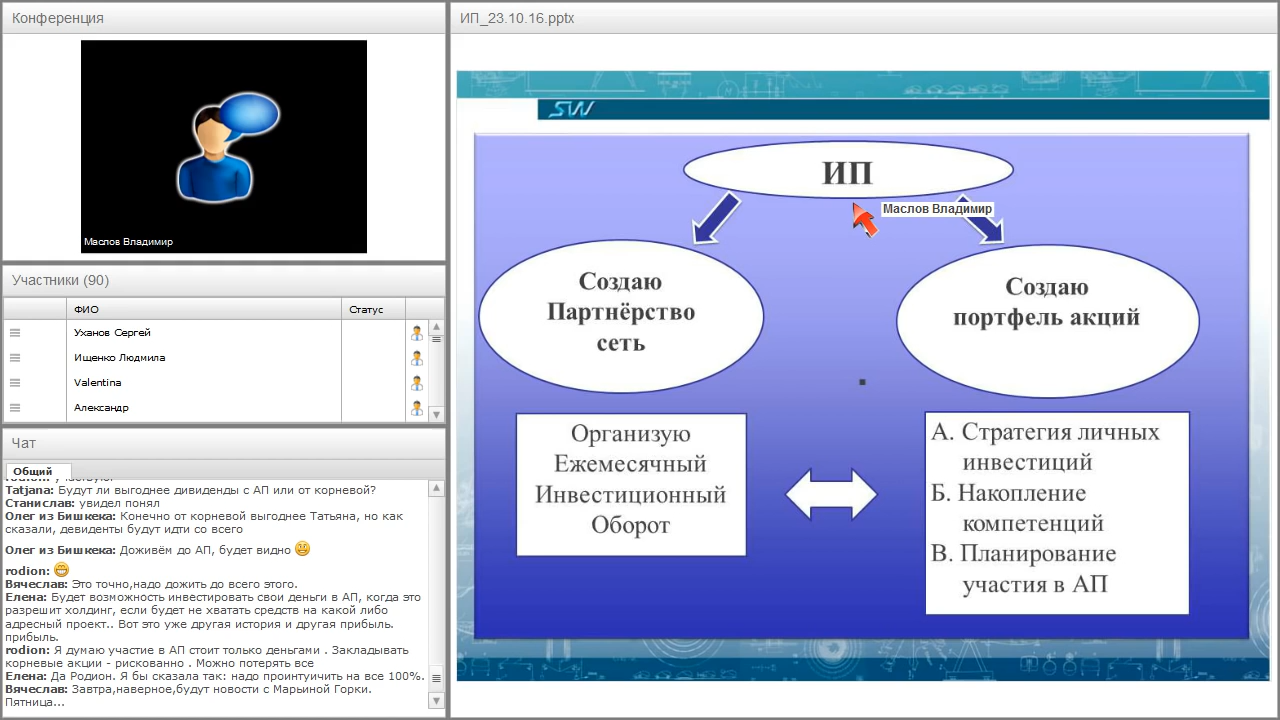 Конференция
Маслов Владимир
Участники (90)
ФИО
Статус
Уханов Сергей
Ищенко Людмила
Valentina
Александр
Чат
Общий
Tatjana: Будут ли выгоднее дивиденды с АП или от корневой?
Станислав: увидел понял
Олег из Бишкека: Конечно от корневой выгоднее Татьяна, но как
сказали, девиденты будут идти со всего
Олег из Бишкека: Доживём до АП, будет видно
rodion:
Вячеслав: Это точно,надо дожить до всего этого.
Елена: Будет возможность инвестировать свои деньги в АП, когда это
разрешит холдинг, если будет не хватать средств на какой либо
адресный проект.. Вот это уже другая история и другая прибыль.
прибыль.
rodion: Я думаю участие в АП стоит только деньгами . Закладывать
корневые акции - рискованно . Можно потерять все
Елена: Да Родион. Я бы сказала так: надо проинтуичить на все 100%.
Вячеслав: Завтра,наверное,будут новости с Марьиной Горки.
Пятница...
ИП_23.10.16.pptx
SW
ИП
Маслов Владимир
Создаю
Партнёрство
сеть
Создаю
портфель акций
Организую
Ежемесячный
Инвестиционный
Оборот
А. Стратегия личных
инвестиций
Б. Накопление
компетенций
В. Планирование
участия в АП